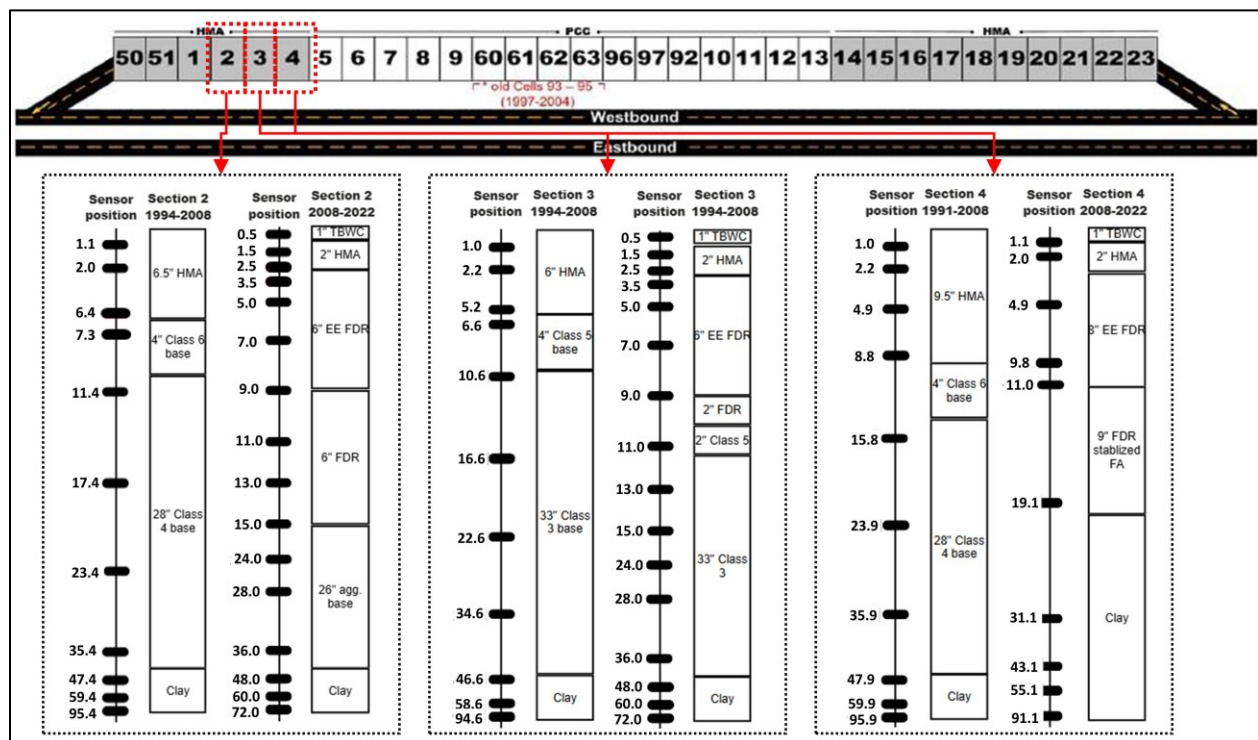 HMA PCC HMA
50 51 1 2 3 4 5 6 7 8 9 60 61 62 63 96 97 92 10 11 12 13 14 15 16 17 18 19 20 21 22 23
old Cells 93 – 95
(1997-2004)
Westbound
Eastbound
Sensor
position
Section 2
1994-2008
1.1
2.0
6.4
7.3
11.4
17.4
23.4
35.4
47.4
59.4
95.4
6.5" HMA
4" Class 6
base
28" Class
4 base
Clay
Sensor
position
Section 2
2008-2022
0.5
1.5
2.5
3.5
5.0
7.0
9.0
11.0
13.0
15.0
24.0
28.0
36.0
48.0
60.0
72.0
1" TBWC
2" HMA
6" EE FDR
6" FDR
26" agg.
base
Clay
Sensor
position
Section 3
1994-2008
1.0
2.2
5.2
6.6
10.6
16.6
22.6
34.6
46.6
58.6
94.6
6" HMA
4" Class 5
base
33" Class
3 base
Clay
Sensor
position
Section 3
1994-2008
0.5
1.5
2.5
3.5
5.0
7.0
9.0
11.0
13.0
15.0
24.0
28.0
36.0
48.0
60.0
72.0
1" TBWC
2" HMA
6" EE FDR
2" FDR
2" Class 5
33" Class
3
Clay
Sensor
position
Section 4
1991-2008
1.0
2.2
4.9
8.8
15.8
23.9
35.9
47.9
59.9
95.9
9.5" HMA
4" Class 6
base
28" Class
4 base
Clay
Sensor
position
Section 4
2008-2022
1.1
2.0
4.9
9.8
11.0
19.1
31.1
43.1
55.1
91.1
1" TBWC
2" HMA
8" EE FDR
9" FDR
stablized
FA
Clay